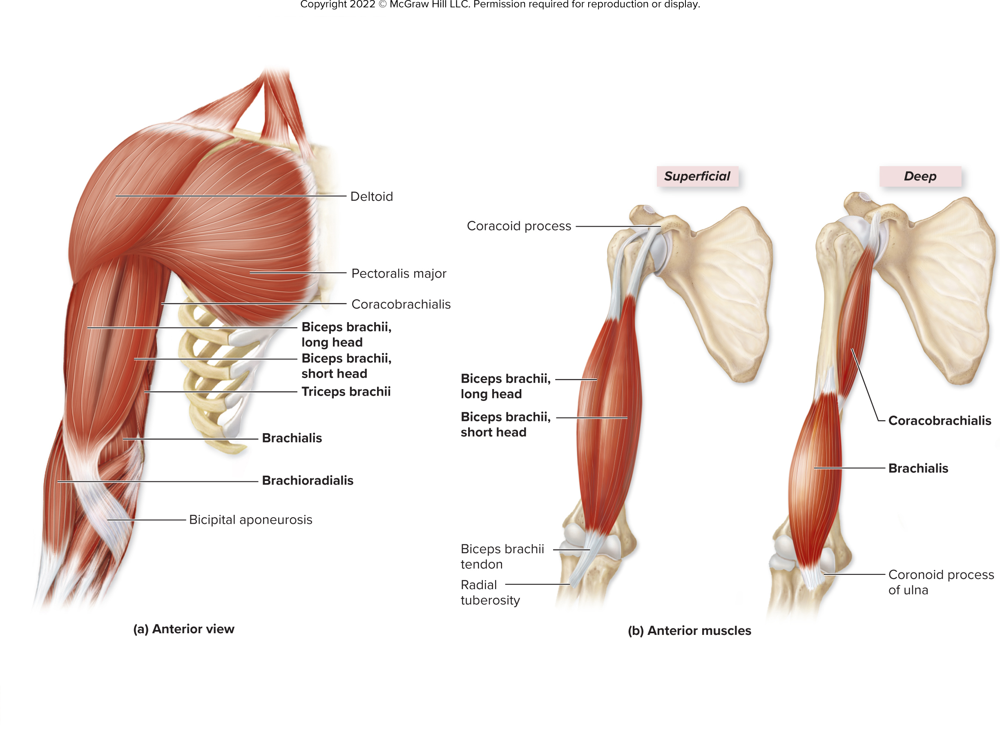 Copyright 2022 © McGraw Hill LLC. Permission required for reproduction or display.
Deltoid
Pectoralis major
Coracobrachialis
Biceps brachii,
long head
Biceps brachii,
short head
Triceps brachii
Brachialis
Brachioradialis
Bicipital aponeurosis
(a) Anterior view
Superficial
Deep
Coracoid process
Biceps brachii,
long head
Biceps brachii,
short head
Biceps brachii
tendon
Radial
tuberosity
Coracobrachialis
Brachialis
Coronoid process
of ulna
(b) Anterior muscles